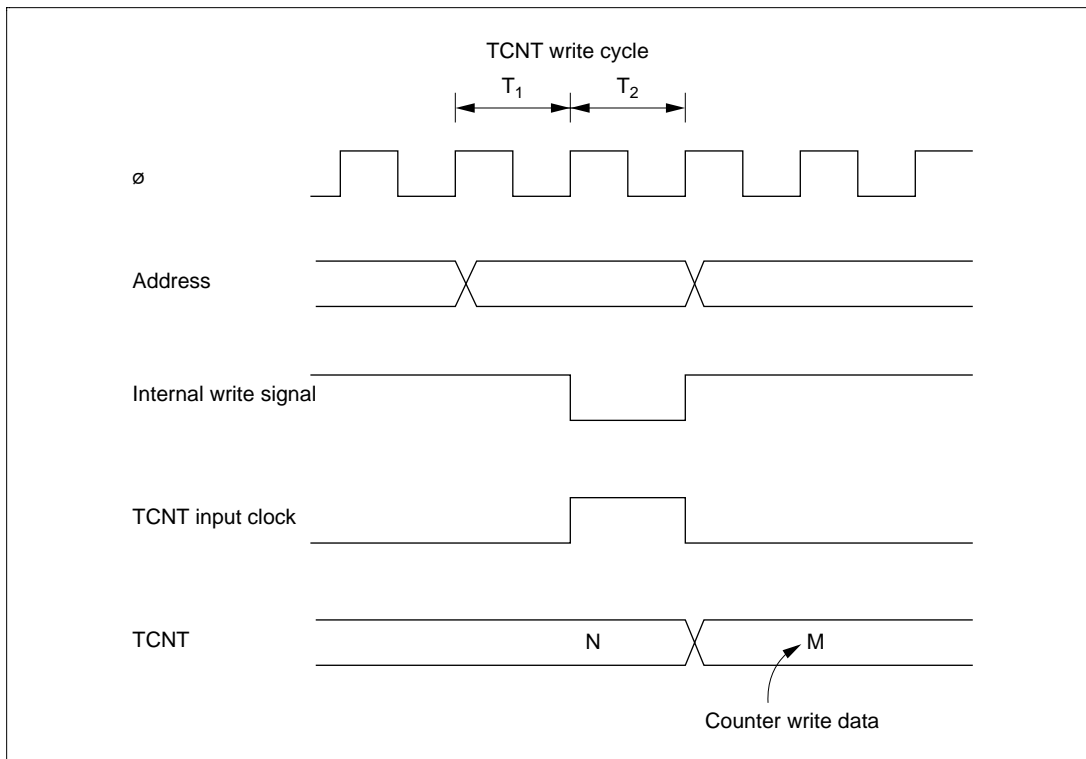 TCNT write cycle
T1 T2
ø
Address
Internal write signal
TCNT input clock
TCNT N M
Counter write data